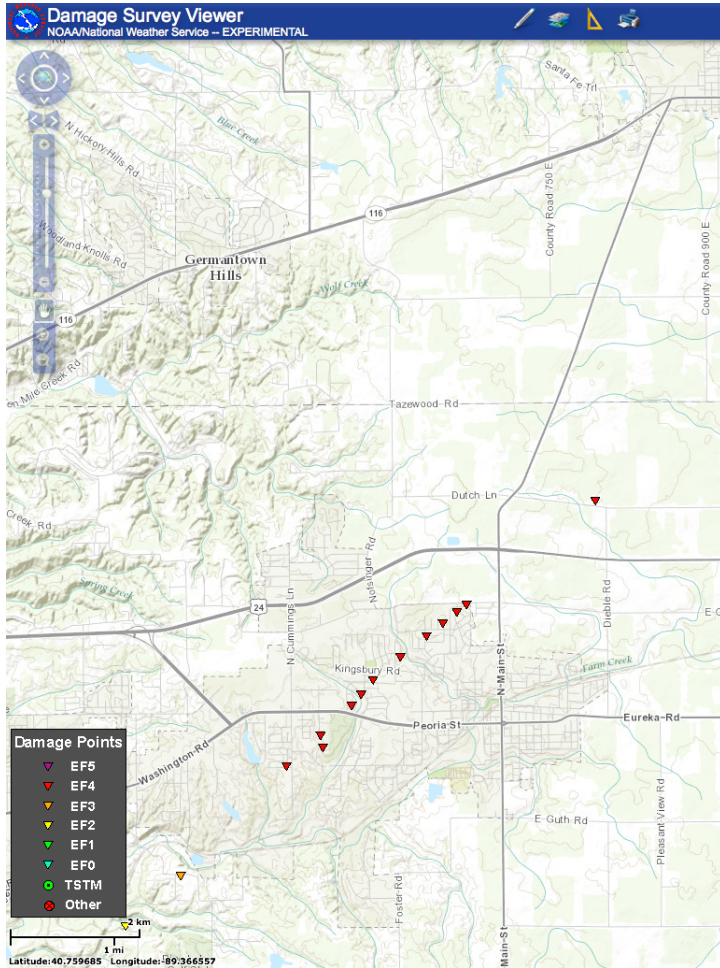 Damage Survey Viewer
NOAA/National Weather Service -- EXPERIMENTAL
Santa Fe Trl
Blue Creek
N Hickory Hills Rd
County Road 750 E
County Road 900 E
116
Woodland Knolls Rd
Germantown
Hills
Wolf Creek
116
Mile Creek Rd
Tazewood Rd
Dutch Ln
Creek Rd
Notsinger Rd
Spring Creek
24
N Cummings Ln
Dieble Rd
E C
Kingsbury Rd
N-Main-St
Farm Creek
Peoria St
Eureka-Rd
Washington-Rd
Damage Points
EF5
EF4
EF3
EF2
EF1
EF0
TSTM
Other
E Guth Rd
Pleasant View Rd
Foster Rd
Main-St
2 km
1 mi
Latitude:40.759685 Longitude:-89.366557